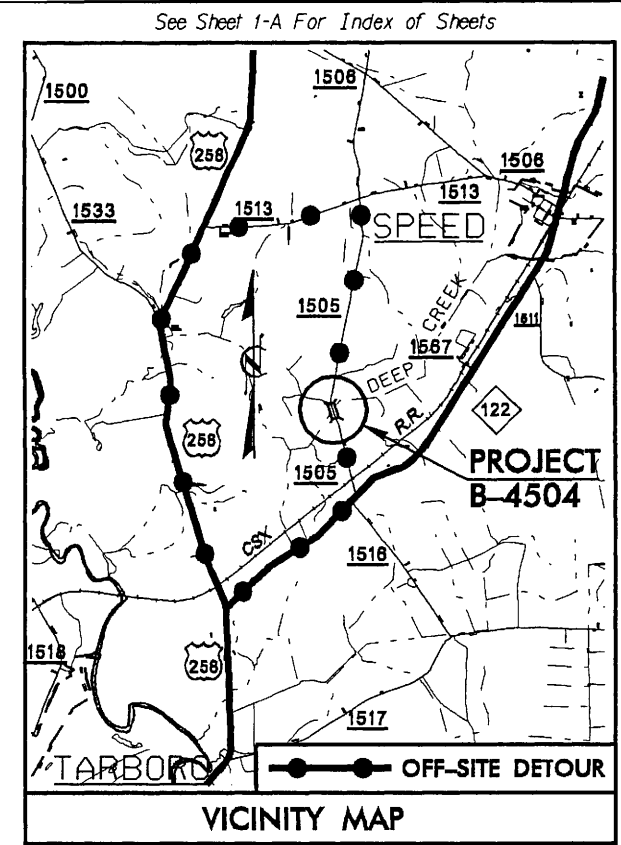 See Sheet 1-A For Index of Sheets
1500
1506
258
1506
1533
1513
1513
SPEED
1505
CREEK
1511
1567
DEEP
122
R.R.
258
PROJECT
B-4504
1505
CSX
1516
1518
258
1517
TARBORO
OFF-SITE DETOUR
VICINITY MAP